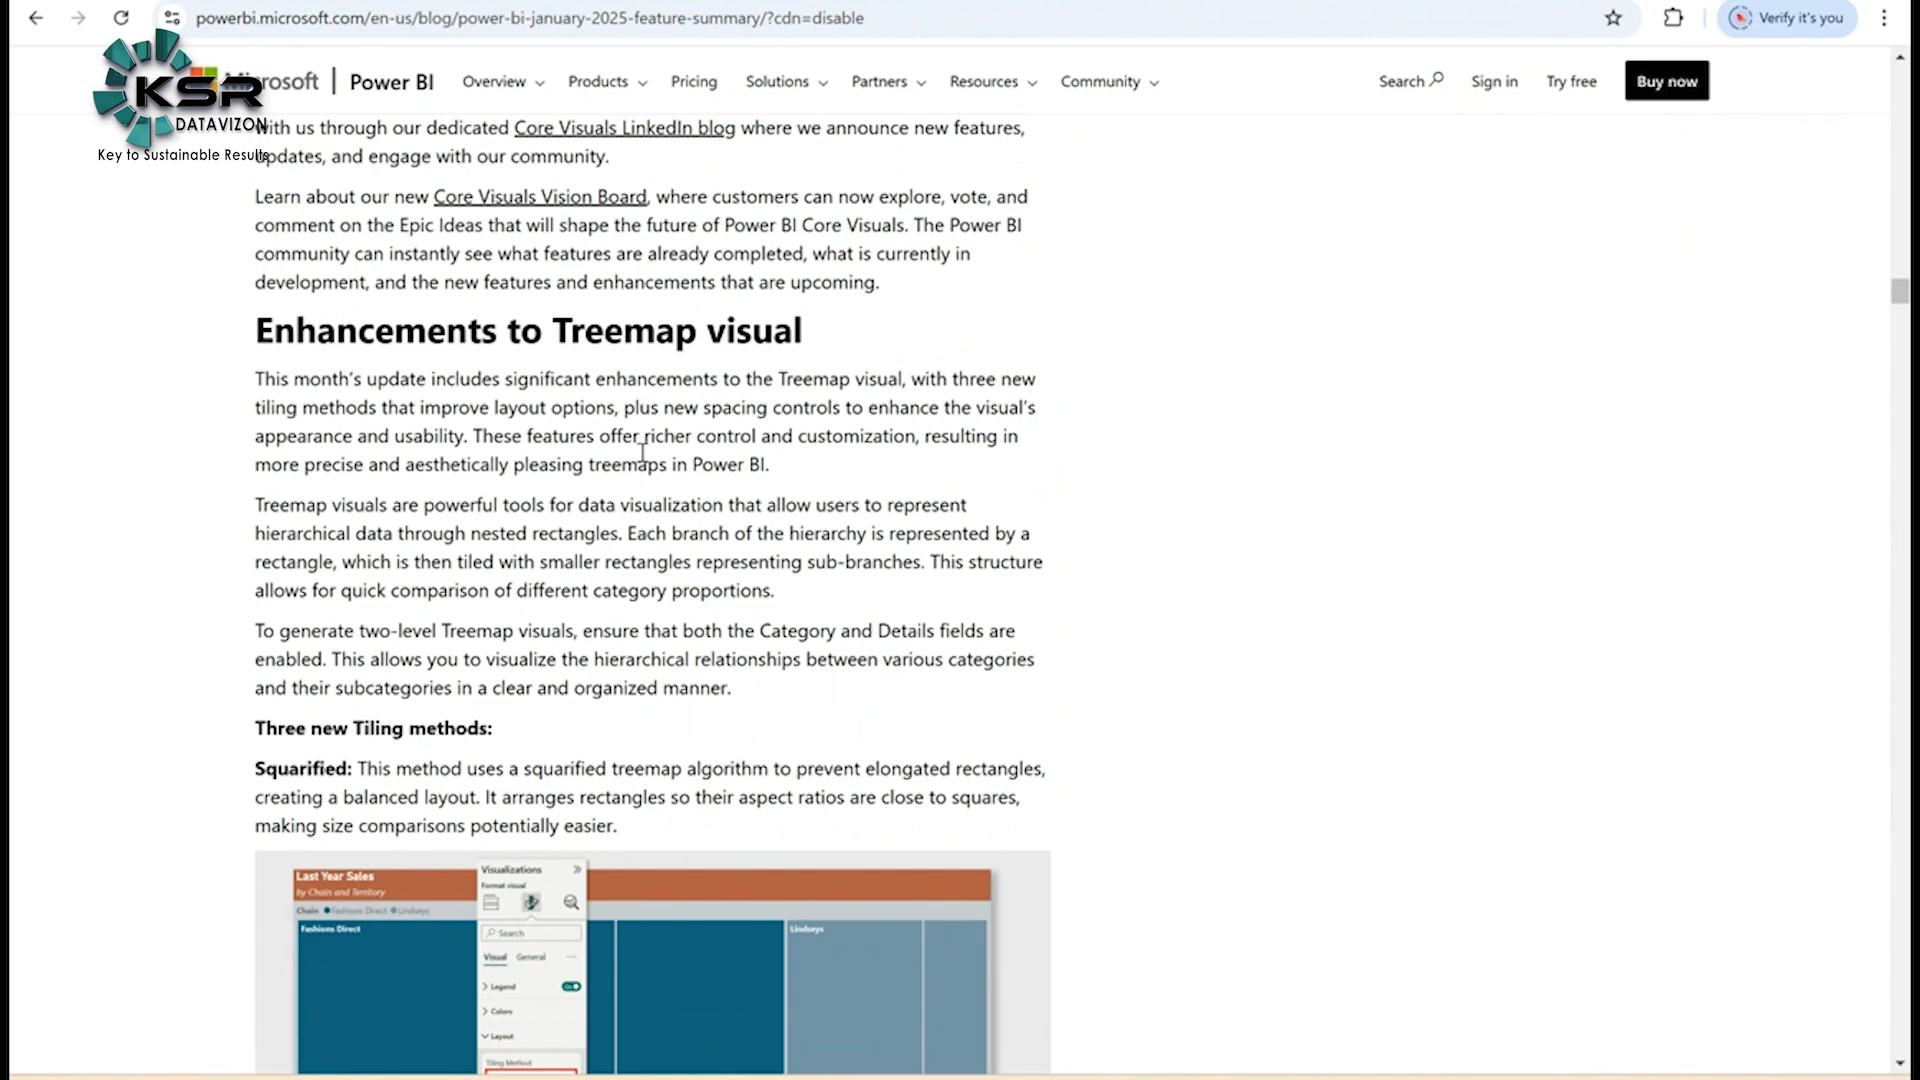 powerbi.microsoft.com/en-us/blog/power-bi-january-2025-feature-summary/?cdn=disable
Verify it's you
KSR
DATAVIZON
Key to Sustainable Results
Power BI
Overview
Products
Pricing
Solutions
Partners
Resources
Community
Search
Sign in
Try free
Buy now
with us through our dedicated Core Visuals LinkedIn blog where we announce new features,
updates, and engage with our community.
Learn about our new Core Visuals Vision Board, where customers can now explore, vote, and
comment on the Epic Ideas that will shape the future of Power BI Core Visuals. The Power BI
community can instantly see what features are already completed, what is currently in
development, and the new features and enhancements that are upcoming.
Enhancements to Treemap visual
This month's update includes significant enhancements to the Treemap visual, with three new
tiling methods that improve layout options, plus new spacing controls to enhance the visual's
appearance and usability. These features offer richer control and customization, resulting in
more precise and aesthetically pleasing treemaps in Power BI.
Treemap visuals are powerful tools for data visualization that allow users to represent
hierarchical data through nested rectangles. Each branch of the hierarchy is represented by a
rectangle, which is then tiled with smaller rectangles representing sub-branches. This structure
allows for quick comparison of different category proportions.
To generate two-level Treemap visuals, ensure that both the Category and Details fields are
enabled. This allows you to visualize the hierarchical relationships between various categories
and their subcategories in a clear and organized manner.
Three new Tiling methods:
Squarified: This method uses a squarified treemap algorithm to prevent elongated rectangles,
creating a balanced layout. It arranges rectangles so their aspect ratios are close to squares,
making size comparisons potentially easier.
Last Year Sales
by Chain and Territory
Chain Fashions Direct Lindseys
Fashions Direct
Lindseys
Visualizations
Format visual
Search
Visual General
Legend On
Colors
Layout
Tiling Method